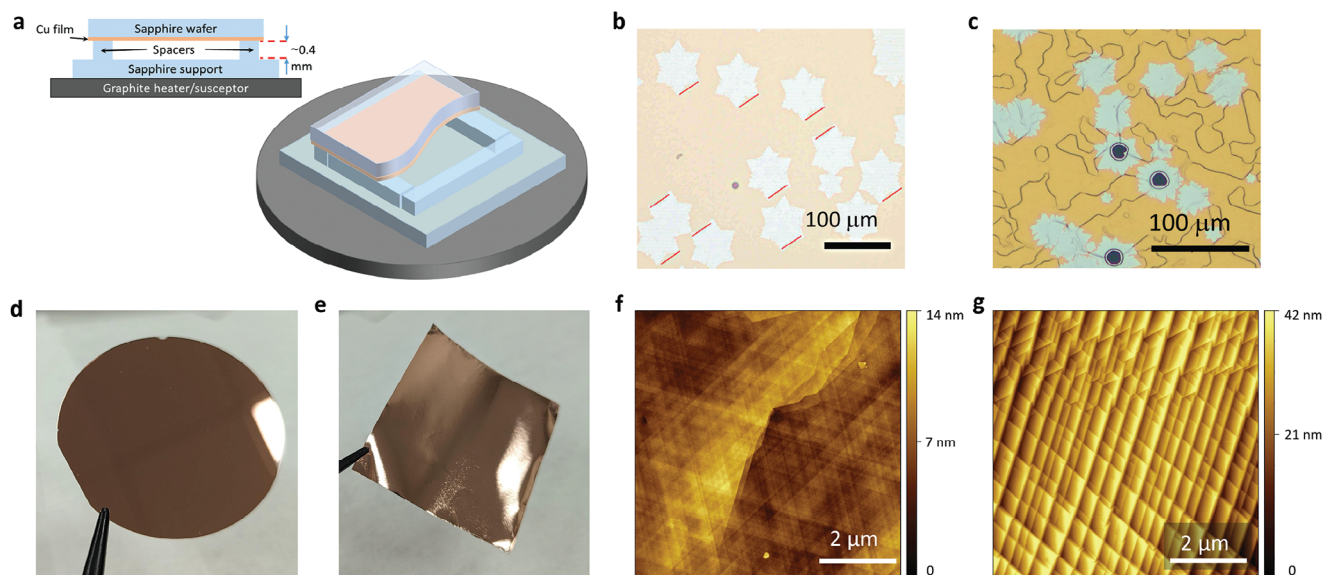 a
Sapphire wafer
Cu film
Spacers
~0.4
mm
Sapphire support
Graphite heater/susceptor
b
100 μm
c
100 μm
d
e
f
14 nm
7 nm
0
2 μm
g
42 nm
21 nm
0
2 μm